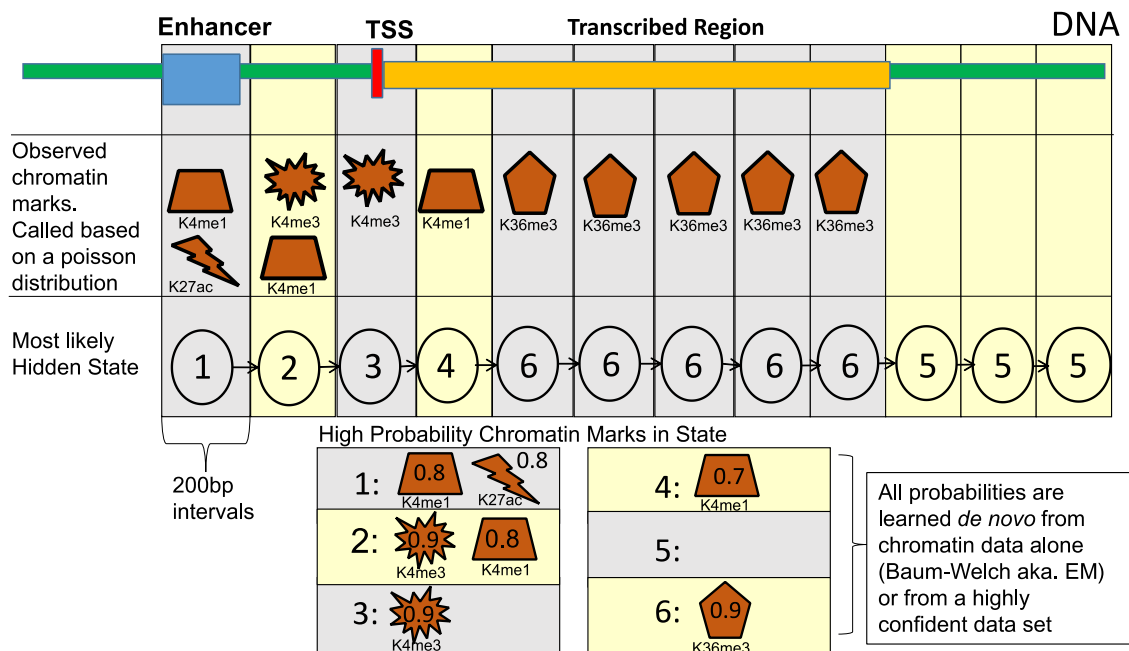 Enhancer
TSS
Transcribed Region
DNA
Observed
chromatin
marks.
Called based
on a poisson
distribution
K4me1
K27ac
K4me3
K4me1
K4me3
K4me1
K36me3
K36me3
K36me3
K36me3
K36me3
Most likely
Hidden State
1 2 3 4 6 6 6 6 6 5 5 5
200bp
intervals
High Probability Chromatin Marks in State
1: 0.8 0.8
K4me1 K27ac
2: 0.9 0.8
K4me3 K4me1
3: 0.9
K4me3
4: 0.7
K4me1
5:
6: 0.9
K36me3
All probabilities are
learned de novo from
chromatin data alone
(Baum-Welch aka. EM)
or from a highly
confident data set